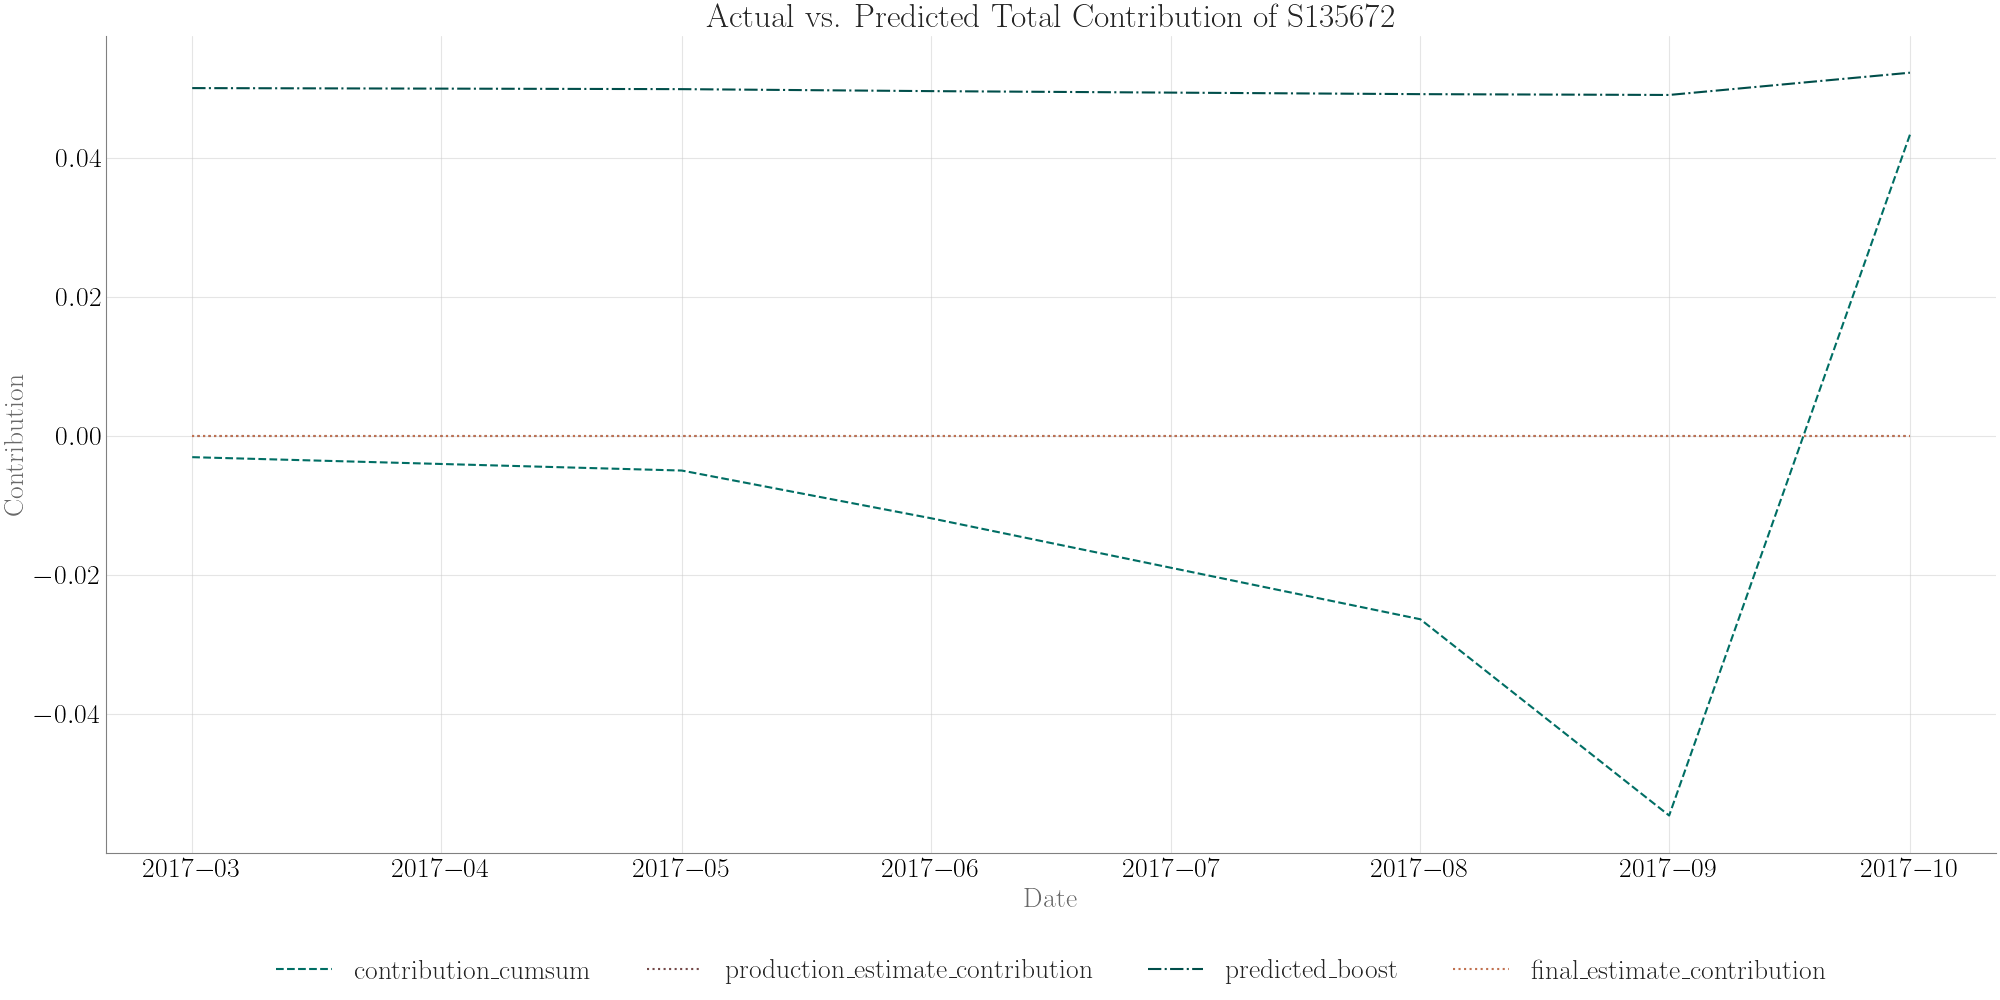 Actual vs. Predicted Total Contribution of S135672
Contribution
0.04
0.02
0.00
−0.02
−0.04
2017−03 2017−04 2017−05 2017−06 2017−07 2017−08 2017−09 2017−10
Date
contribution_cumsum production_estimate_contribution predicted_boost final_estimate_contribution